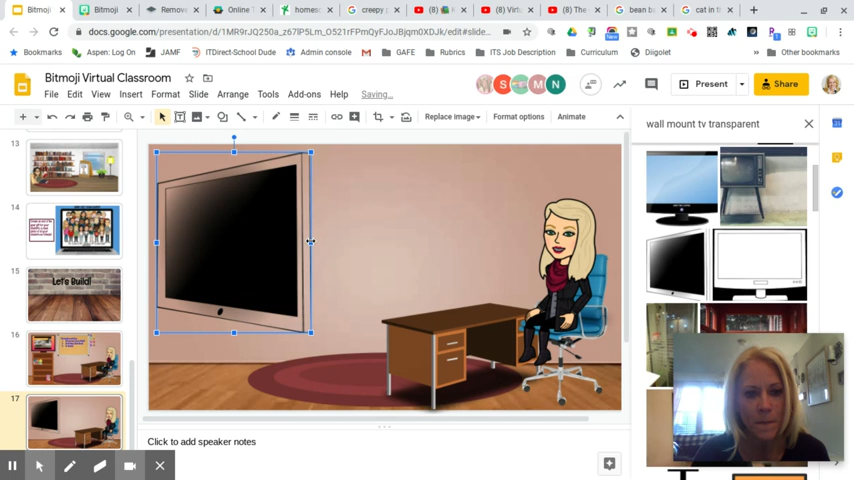 Bitmoji
Bitmoji
Remove
Online T
homesc
creepy p
(8)
(8) Virtu
(8) The
bean ba
cat in th
docs.google.com/presentation/d/
/edit#slide...
Bookmarks
Aspen: Log On
JAMF
ITDirect-School Dude
Admin console
GAFE
Rubrics
ITS Job Description
Curriculum
Diigolet
Other bookmarks
Bitmoji Virtual Classroom
File Edit View Insert Format Slide Arrange Tools Add-ons Help Saving...
S M N
Present
Share
Replace image
Format options
Animate
wall mount tv transparent
13
14
15
Let's Build!
16
17
Click to add speaker notes